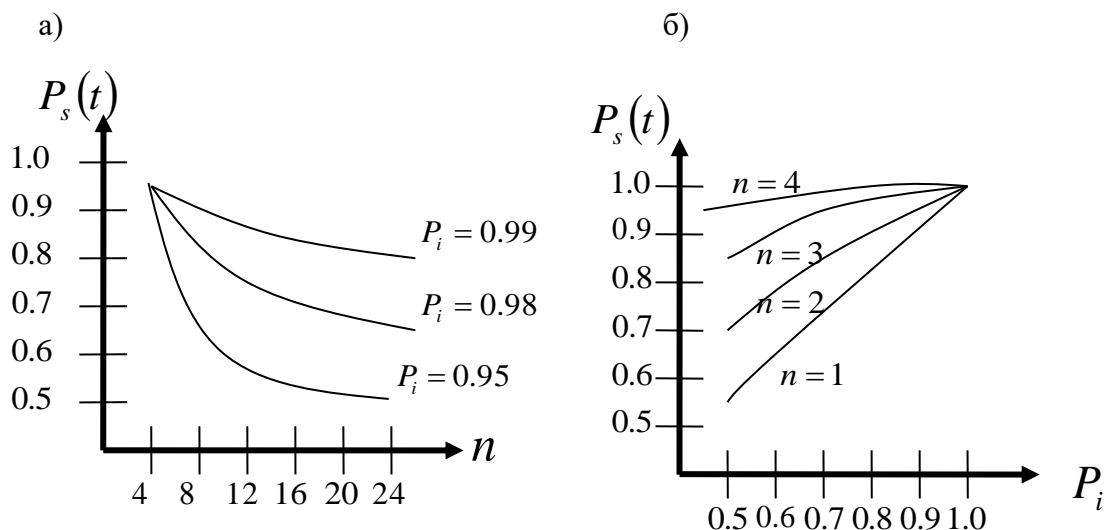 а)
P_s(t)
1.0
0.9
0.8
0.7
0.6
0.5
P_i = 0.99
P_i = 0.98
P_i = 0.95
n
4 8 12 16 20 24
б)
P_s(t)
1.0
0.9
0.8
0.7
0.6
0.5
n = 4
n = 3
n = 2
n = 1
P_i
0.5 0.6 0.7 0.8 0.9 1.0